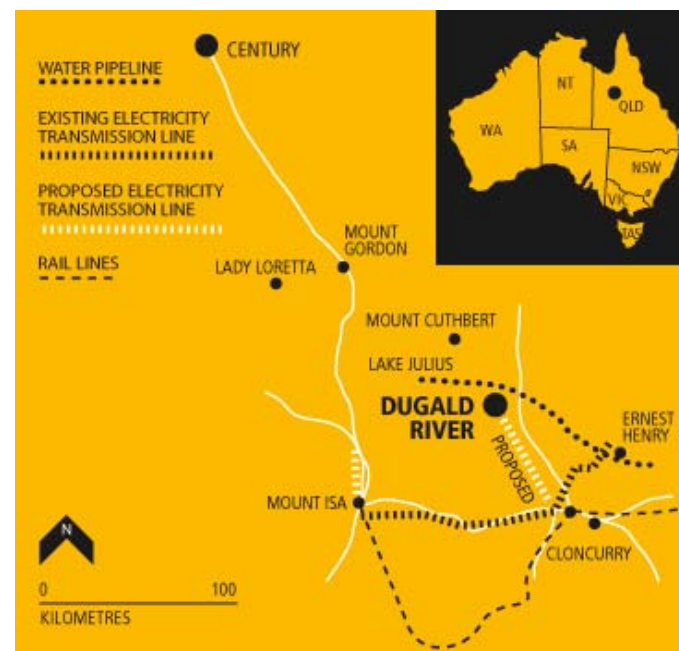 CENTURY
WATER PIPELINE
EXISTING ELECTRICITY
TRANSMISSION LINE
PROPOSED ELECTRICITY
TRANSMISSION LINE
RAIL LINES
NT
QLD
WA
SA
NSW
VIC
TAS
MOUNT
GORDON
LADY LORETTA
MOUNT CUTHBERT
LAKE JULIUS
DUGALD
RIVER
ERNEST
HENRY
PROPOSED
MOUNT ISA
CLONCURRY
N
0 100
KILOMETRES